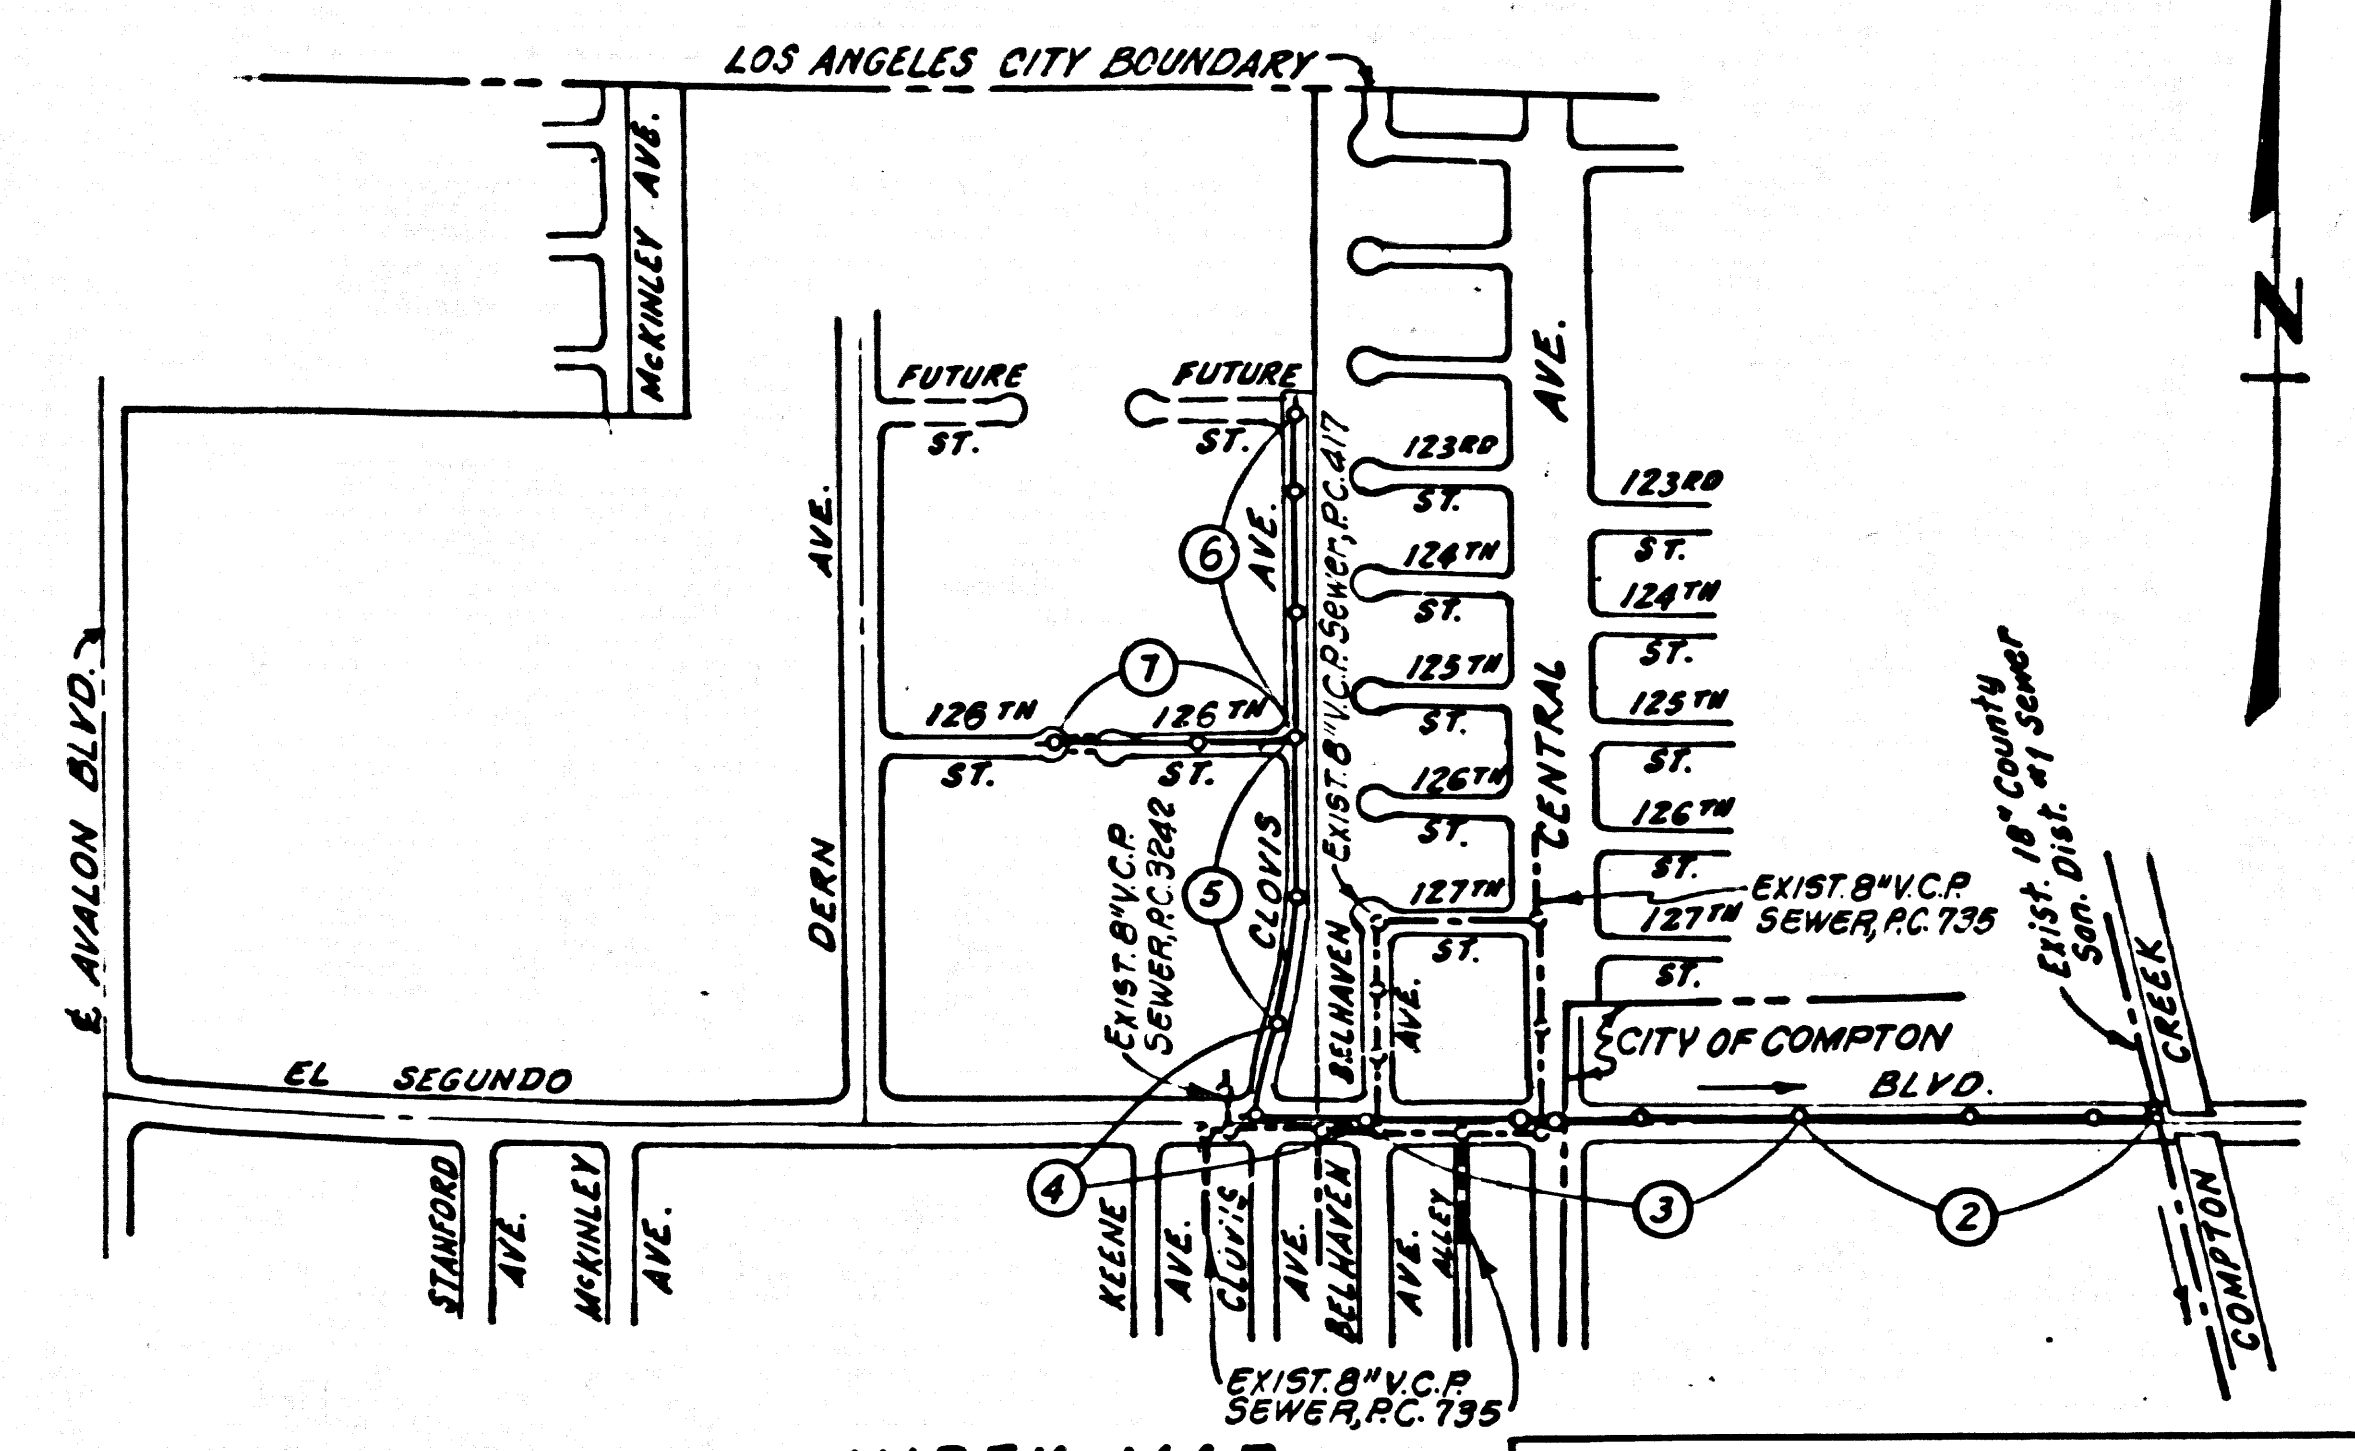 LOS ANGELES CITY BOUNDARY
McKINLEY AVE.
N
FUTURE
ST.
FUTURE
ST.
AVE.
123RD
ST.
123RD
ST.
124TH
ST.
124TH
ST.
125TH
ST.
125TH
ST.
126TH
ST.
126TH
ST.
127TH
ST.
127TH
ST.
CENTRAL
AVE.
6
7
5
126TH
ST.
126TH
ST.
DERN
CLOVIS
AVE.
EXIST. 8" V.C.P. Sewer, P.C. 417
EXIST. 8" V.C.P.
SEWER, P.C. 3242
BELHAVEN
AVE.
EXIST. 8" V.C.P.
SEWER, P.C. 735
Exist. 18" County
San. Dist. #1 Sewer
℄ AVALON BLVD.
CITY OF COMPTON
EL SEGUNDO
BLVD.
CREEK
COMPTON
4
3
2
STANFORD
AVE.
McKINLEY
AVE.
KEENE
AVE.
CLOVIS
AVE.
BELHAVEN
AVE.
ALLEY
EXIST. 8" V.C.P.
SEWER, P.C. 735